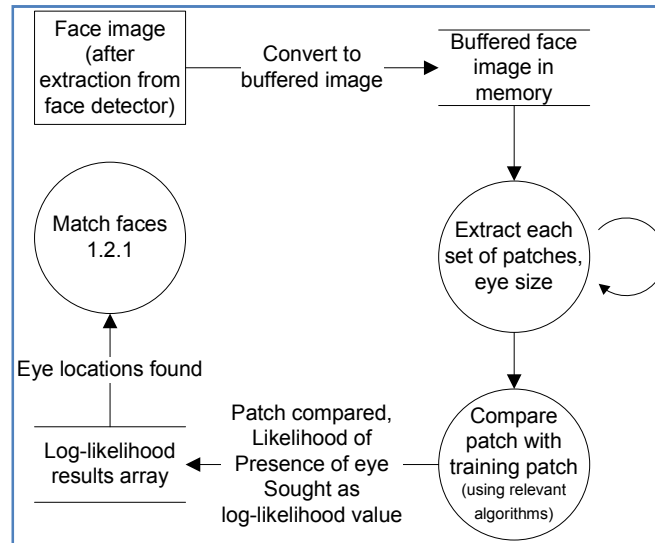 Face image
(after
extraction from
face detector)
Convert to
buffered image
Buffered face
image in
memory
Extract each
set of patches,
eye size
Compare
patch with
training patch
(using relevant
algorithms)
Patch compared,
Likelihood of
Presence of eye
Sought as
log-likelihood value
Log-likelihood
results array
Eye locations found
Match faces
1.2.1